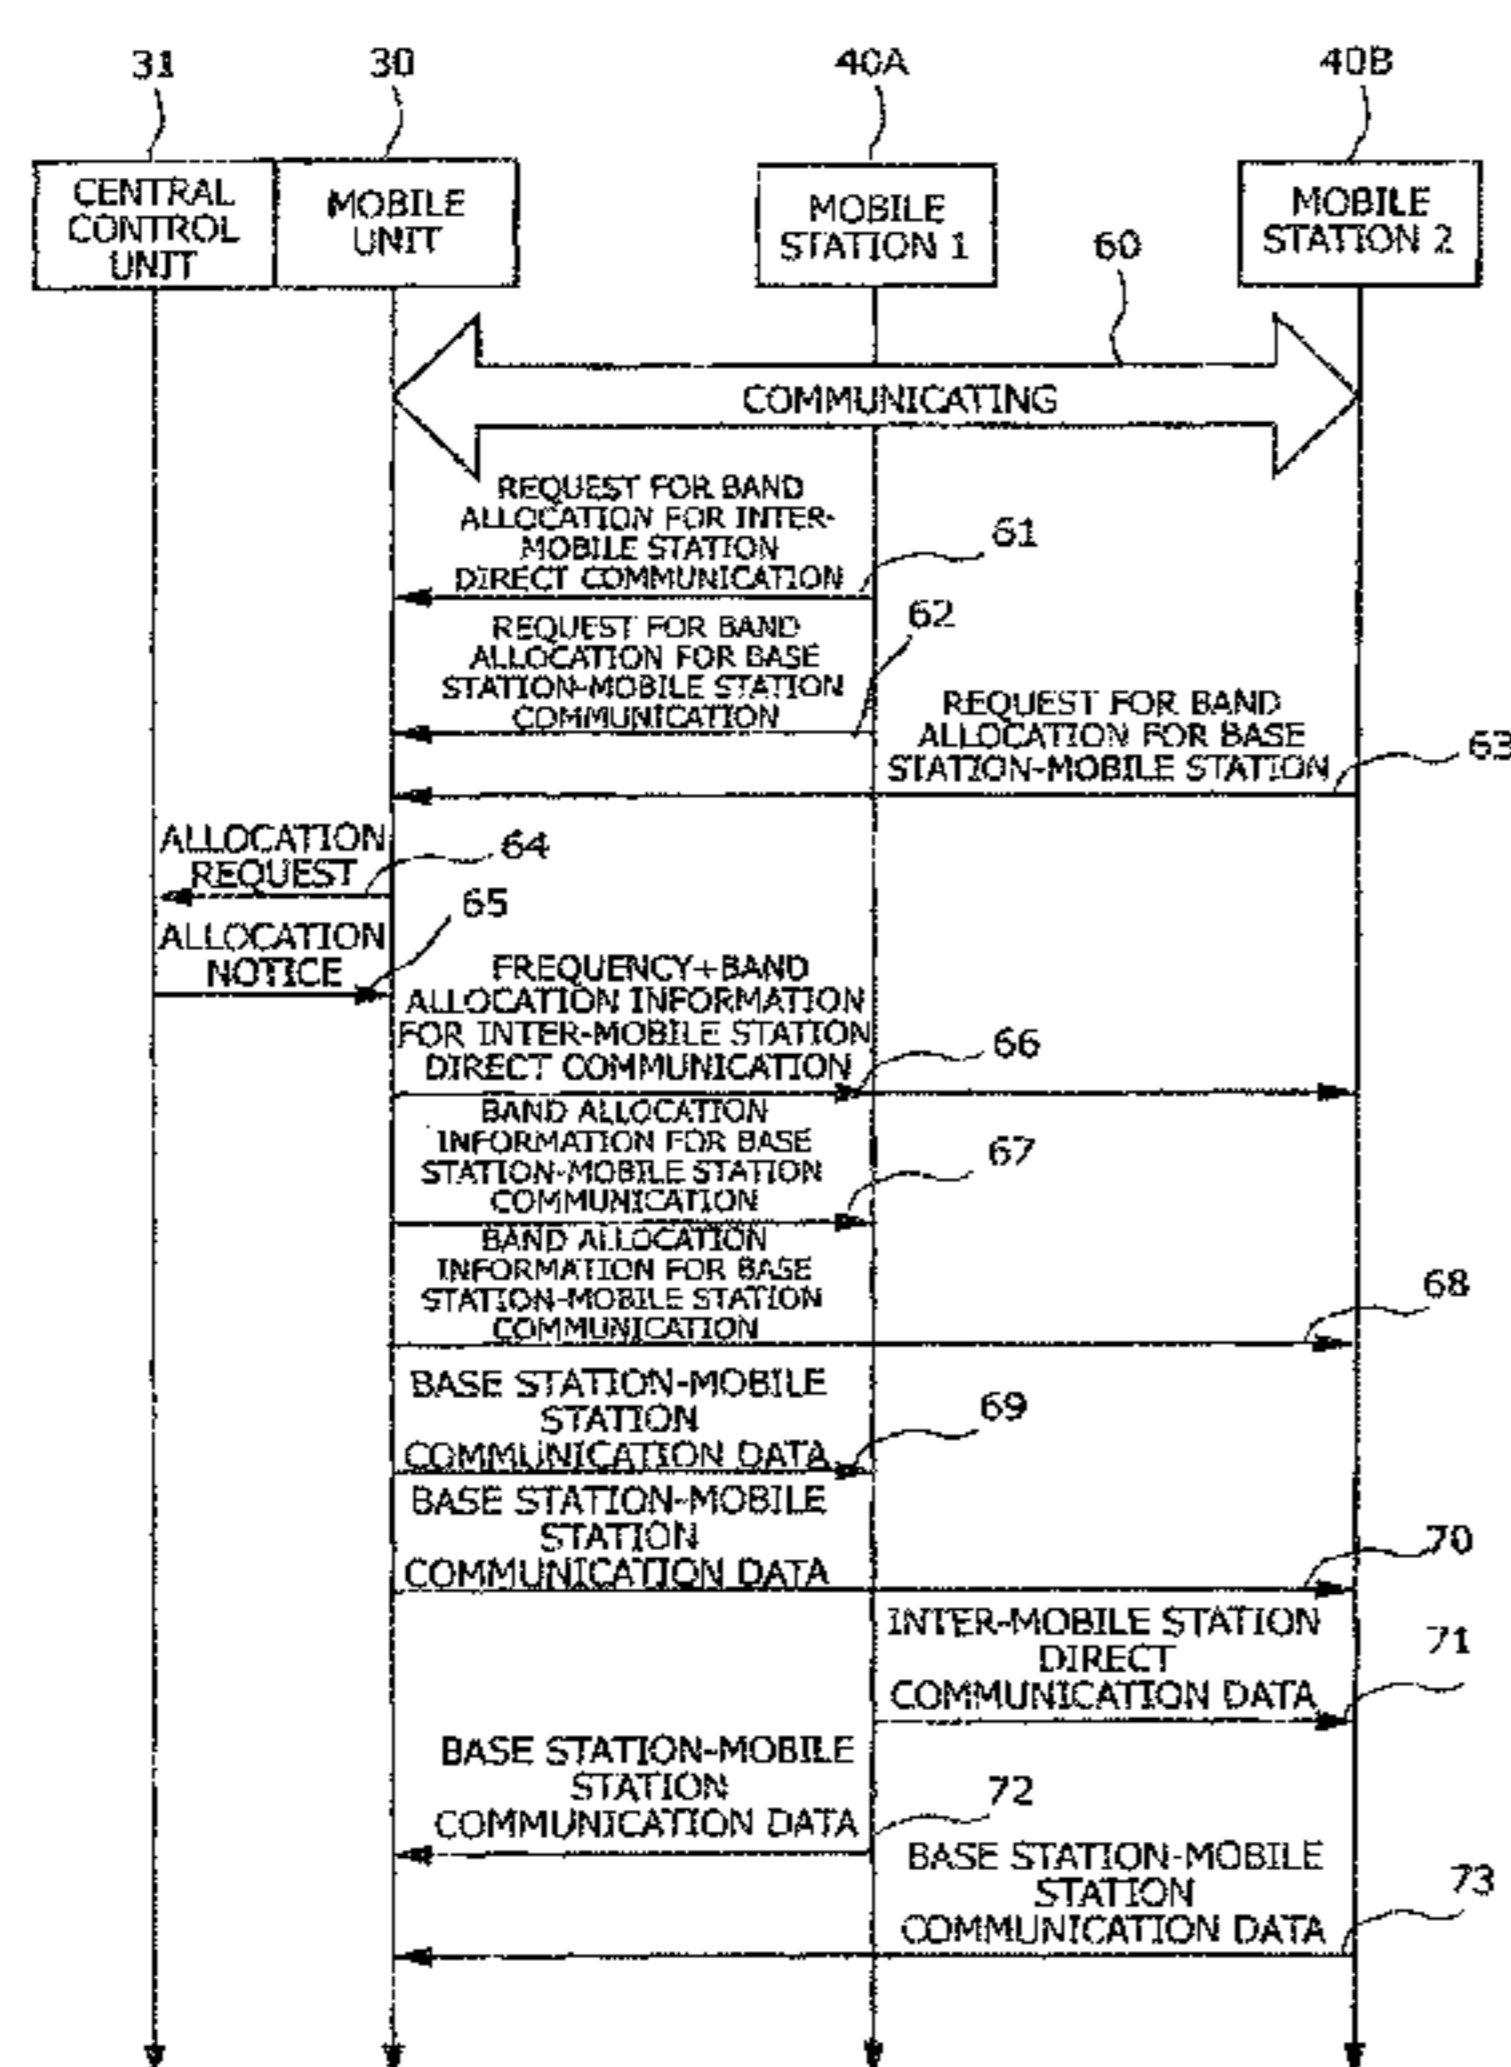 31
30
40A
40B
CENTRAL
CONTROL
UNIT
MOBILE
UNIT
MOBILE
STATION 1
MOBILE
STATION 2
60
COMMUNICATING
REQUEST FOR BAND
ALLOCATION FOR INTER-
MOBILE STATION
DIRECT COMMUNICATION
61
REQUEST FOR BAND
ALLOCATION FOR BASE
STATION-MOBILE STATION
COMMUNICATION
62
REQUEST FOR BAND
ALLOCATION FOR BASE
STATION-MOBILE STATION
63
ALLOCATION
REQUEST
64
ALLOCATION
NOTICE
65
FREQUENCY+BAND
ALLOCATION INFORMATION
FOR INTER-MOBILE STATION
DIRECT COMMUNICATION
66
BAND ALLOCATION
INFORMATION FOR BASE
STATION-MOBILE STATION
COMMUNICATION
67
BAND ALLOCATION
INFORMATION FOR BASE
STATION-MOBILE STATION
COMMUNICATION
68
BASE STATION-MOBILE
STATION
COMMUNICATION DATA
69
BASE STATION-MOBILE
STATION
COMMUNICATION DATA
70
INTER-MOBILE STATION
DIRECT
COMMUNICATION DATA
71
BASE STATION-MOBILE
STATION
COMMUNICATION DATA
72
BASE STATION-MOBILE
STATION
COMMUNICATION DATA
73